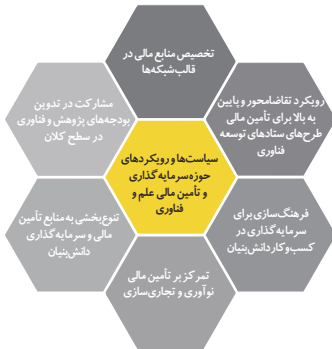 تخصیص منابع مالی در
قالب شبکه‌ها
رویکرد تقاضامحور و پایین
به بالا برای تأمین مالی
طرح‌های ستادهای توسعه
فناوری
مشارکت در تدوین
بودجه‌های پژوهش و فناوری
در سطح کلان
سیاست‌ها و رویکردهای
حوزه سرمایه‌گذاری
و تأمین مالی علم و
فناوری
فرهنگ‌سازی برای
سرمایه‌گذاری در
کسب‌وکار دانش‌بنیان
تنوع‌بخشی به منابع تأمین
مالی و سرمایه‌گذاری
دانش‌بنیان
تمرکز بر تأمین مالی
نوآوری و تجاری‌سازی